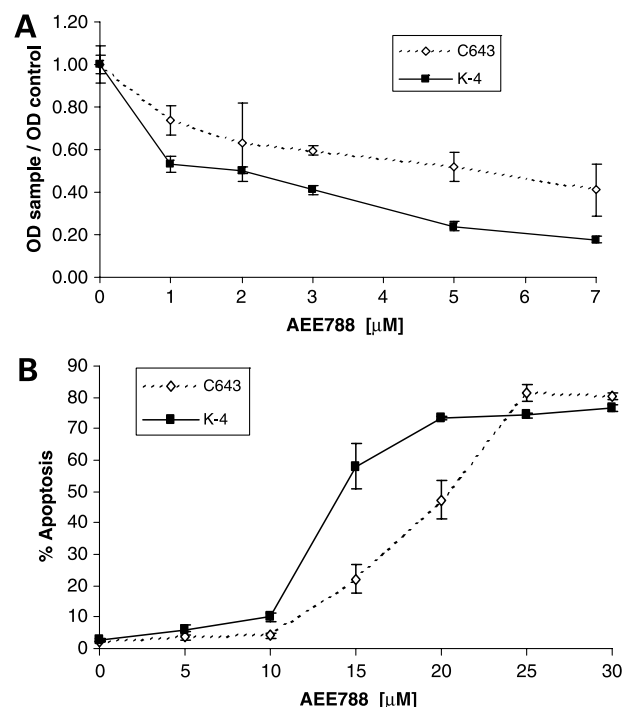 A
1.20
1.00
0.80
0.60
0.40
0.20
0.00
OD sample / OD control
C643
K-4
0 1 2 3 4 5 6 7
AEE788 [μM]
B
90
80
70
60
50
40
30
20
10
0
% Apoptosis
C643
K-4
0 5 10 15 20 25 30
AEE788 [μM]